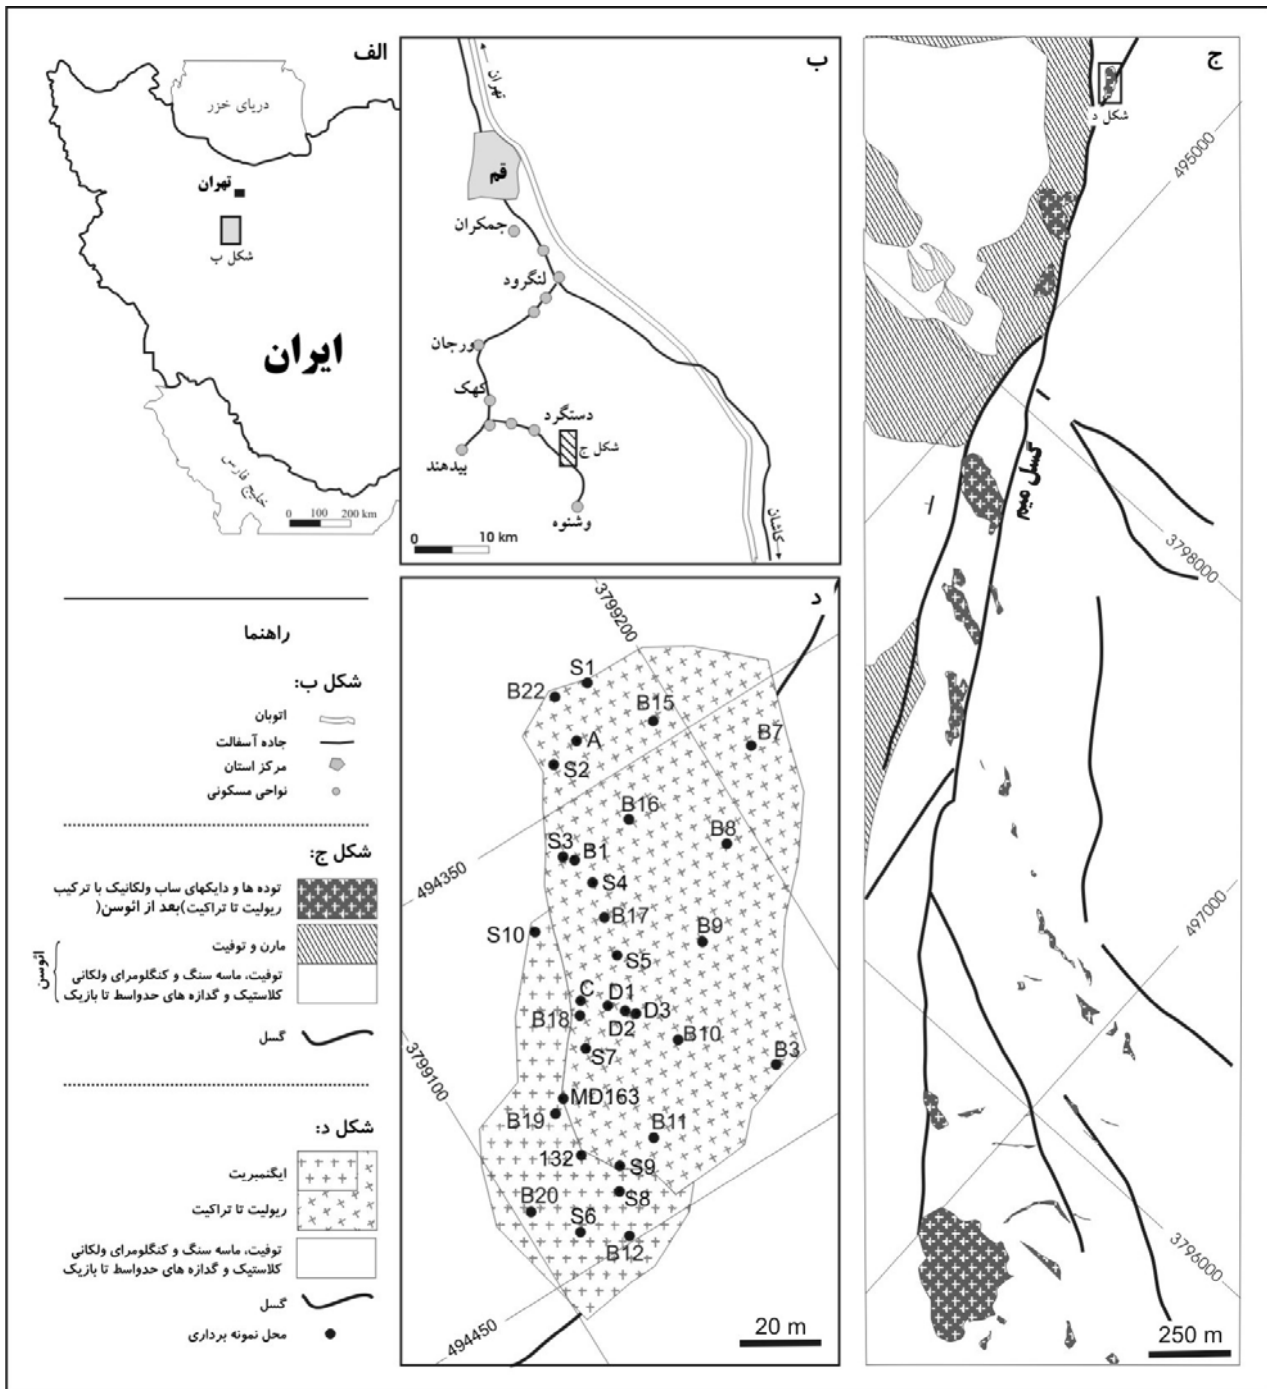 الف
دریای خزر
تهران
شکل ب
ایران
خلیج فارس
0 100 200 km
ب
تهران
قم
جمکران
لنگرود
ورجان
کهک
دستگرد
شکل ج
بیدهند
وشنوه
کاشان
0 10 km
ج
شکل د
495000
گسل میم
3798000
497000
3796000
250 m
راهنما
شکل ب:
اتوبان
جاده آسفالت
مرکز استان
نواحی مسکونی
شکل ج:
توده ها و دایکهای ساب ولکانیک با ترکیب
ریولیت تا تراکیت)بعد از ائوسن(
مارن و توفیت
توفیت، ماسه سنگ و کنگلومرای ولکانی
کلاستیک و گدازه های حدواسط تا بازیک
ائوسن
گسل
شکل د:
ایگنمبریت
ریولیت تا تراکیت
توفیت، ماسه سنگ و کنگلومرای ولکانی
کلاستیک و گدازه های حدواسط تا بازیک
گسل
محل نمونه برداری
د
3799200
S1
B22
B15
A
B7
S2
B16
B8
S3
B1
494350
S4
B17
S10
B9
S5
C
D1
B18
D2
D3
B10
S7
B3
3799100
MD163
B19
B11
132
S9
B20
S8
S6
B12
494450
20 m